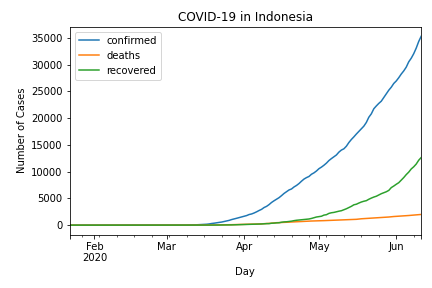 COVID-19 in Indonesia
confirmed
deaths
recovered
Number of Cases
35000
30000
25000
20000
15000
10000
5000
0
Feb Mar Apr May Jun
2020
Day